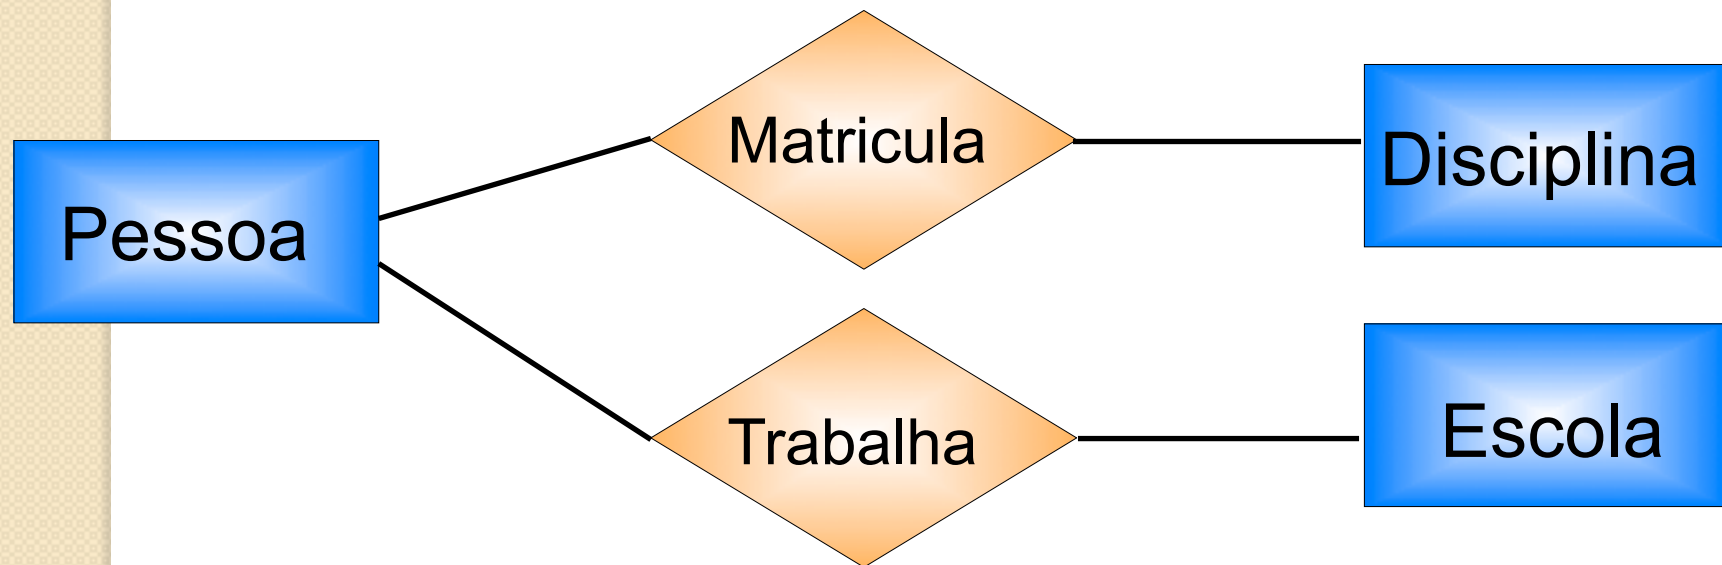 Matricula
Disciplina
Pessoa
Trabalha
Escola